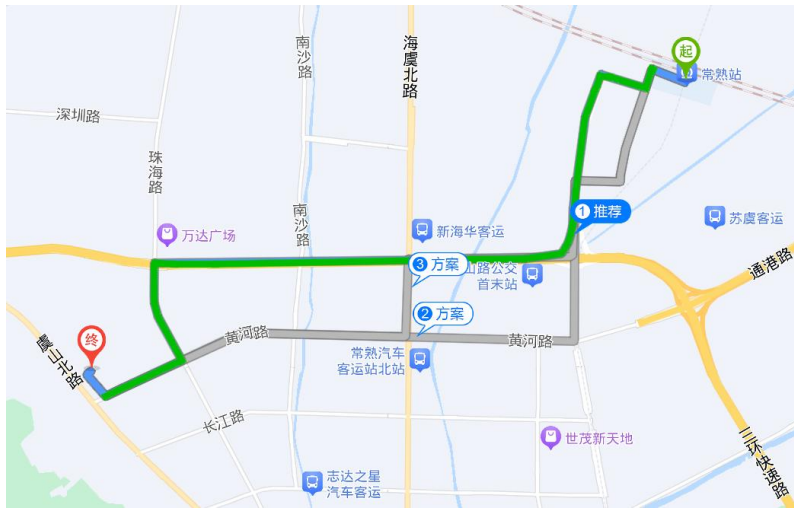 起
常熟站
海虞北路
南沙路
深圳路
珠海路
南沙路
1 推荐
苏虞客运
万达广场
新海华客运
3 方案
山路公交
首末站
通港路
2 方案
黄河路
黄河路
终
虞山北路
常熟汽车
客运站北站
长江路
世茂新天地
三环快速路
志达之星
汽车客运